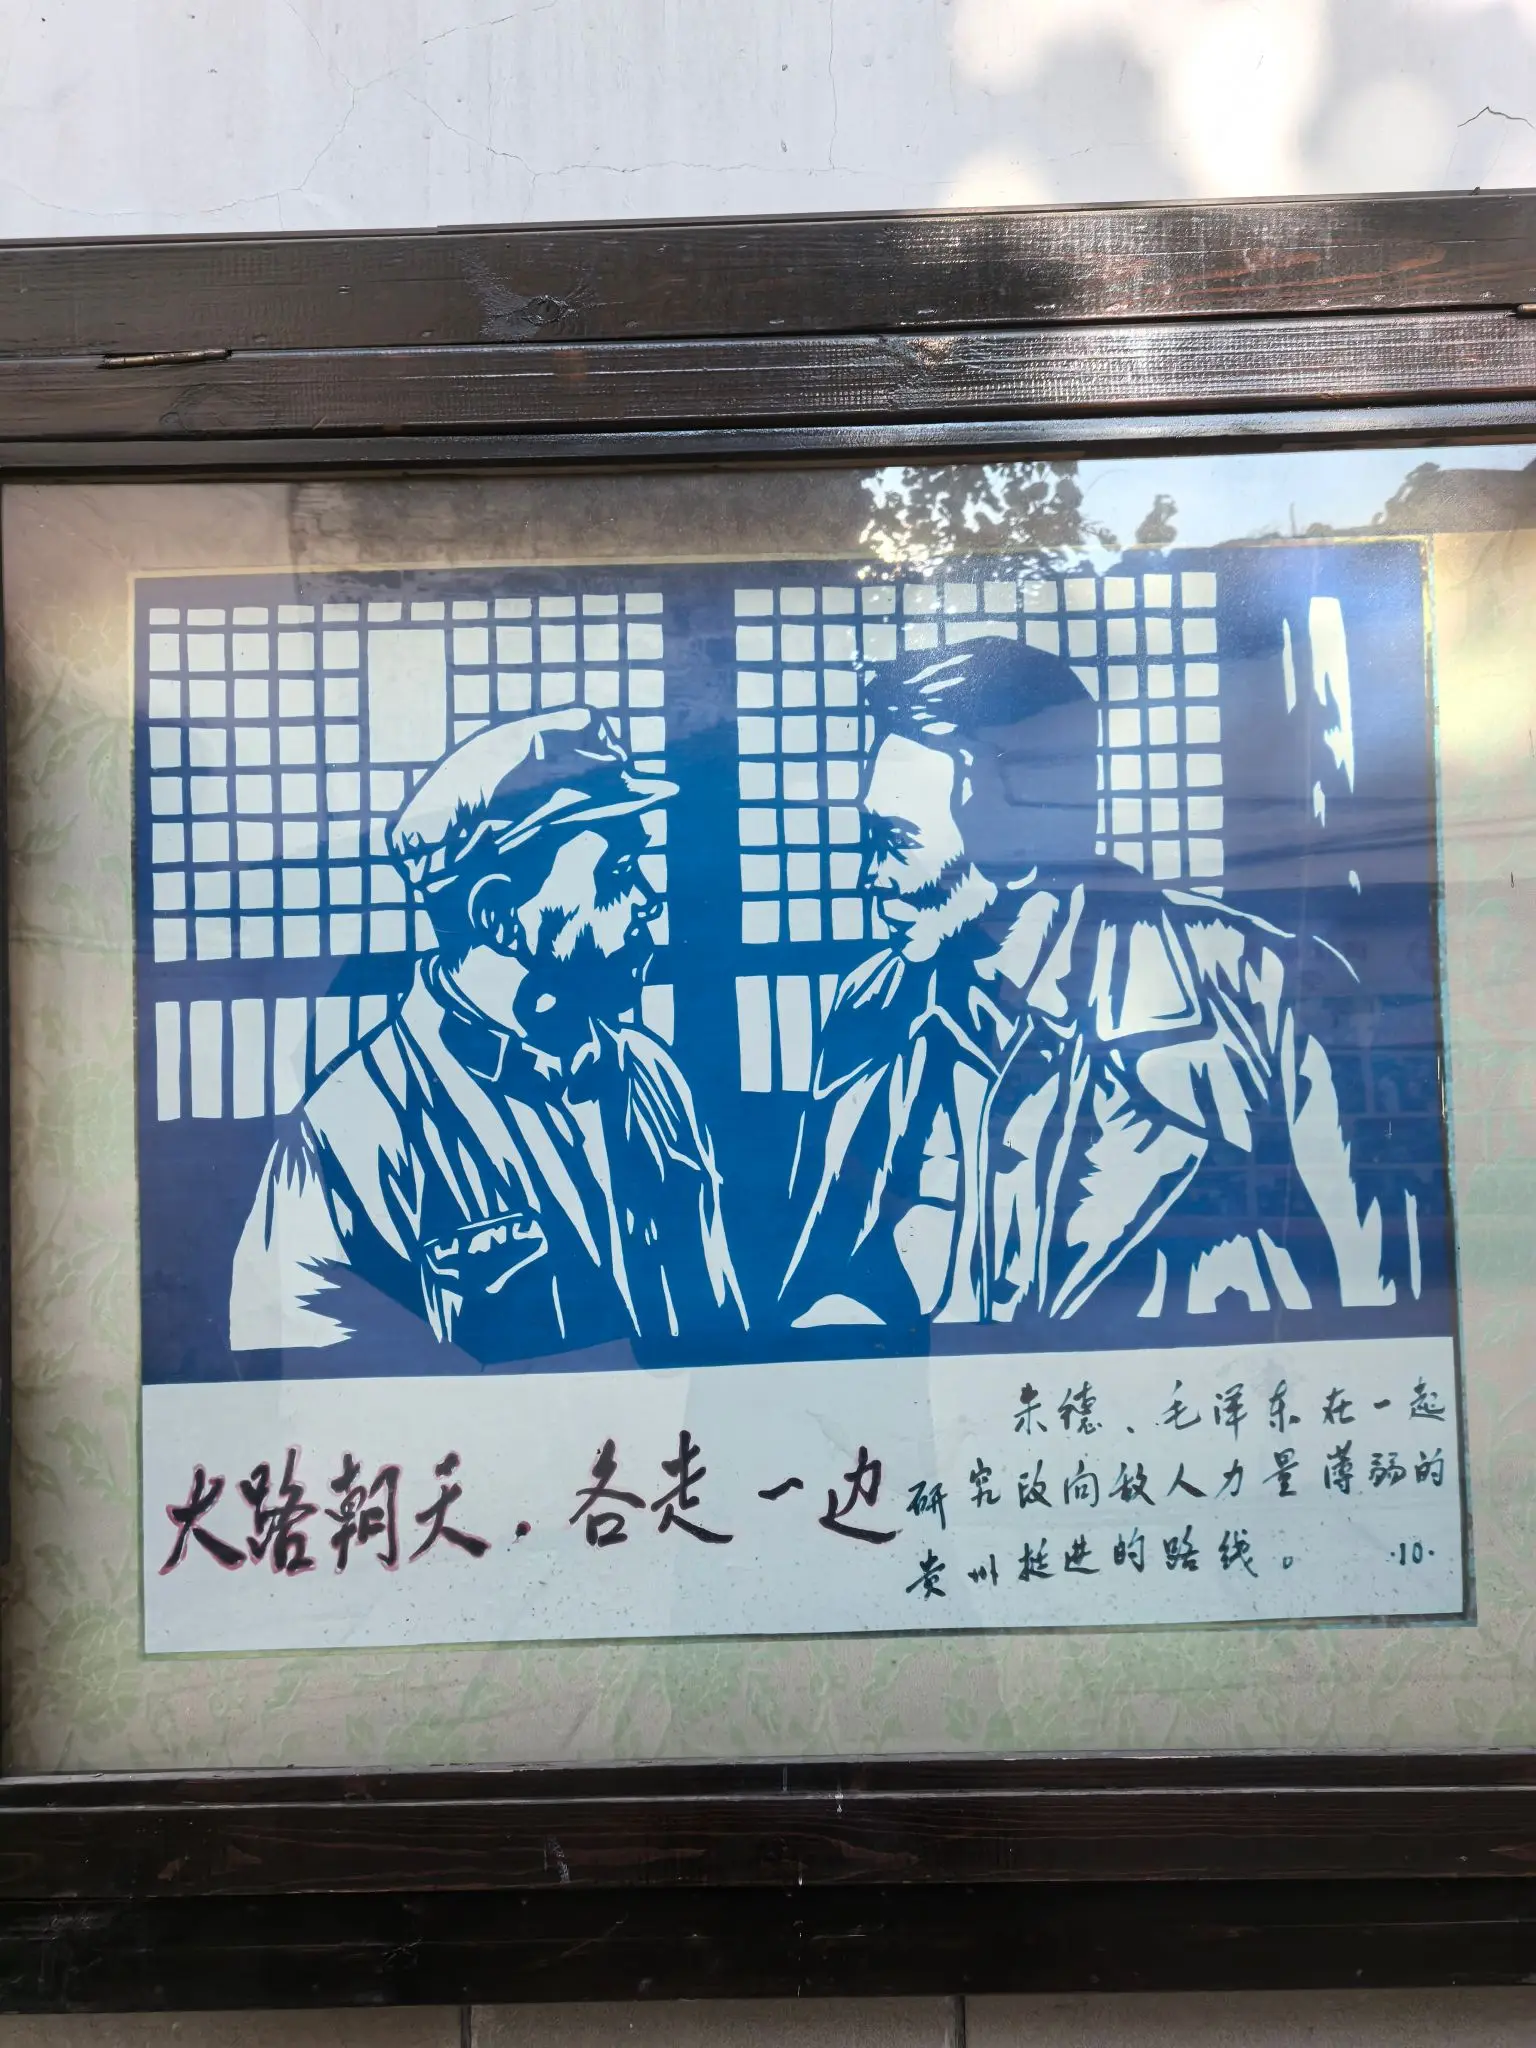 大路朝天.各走一边
朱德、毛泽东在一起
研究改向敌人力量薄弱的
贵州挺进的路线。 ·10·